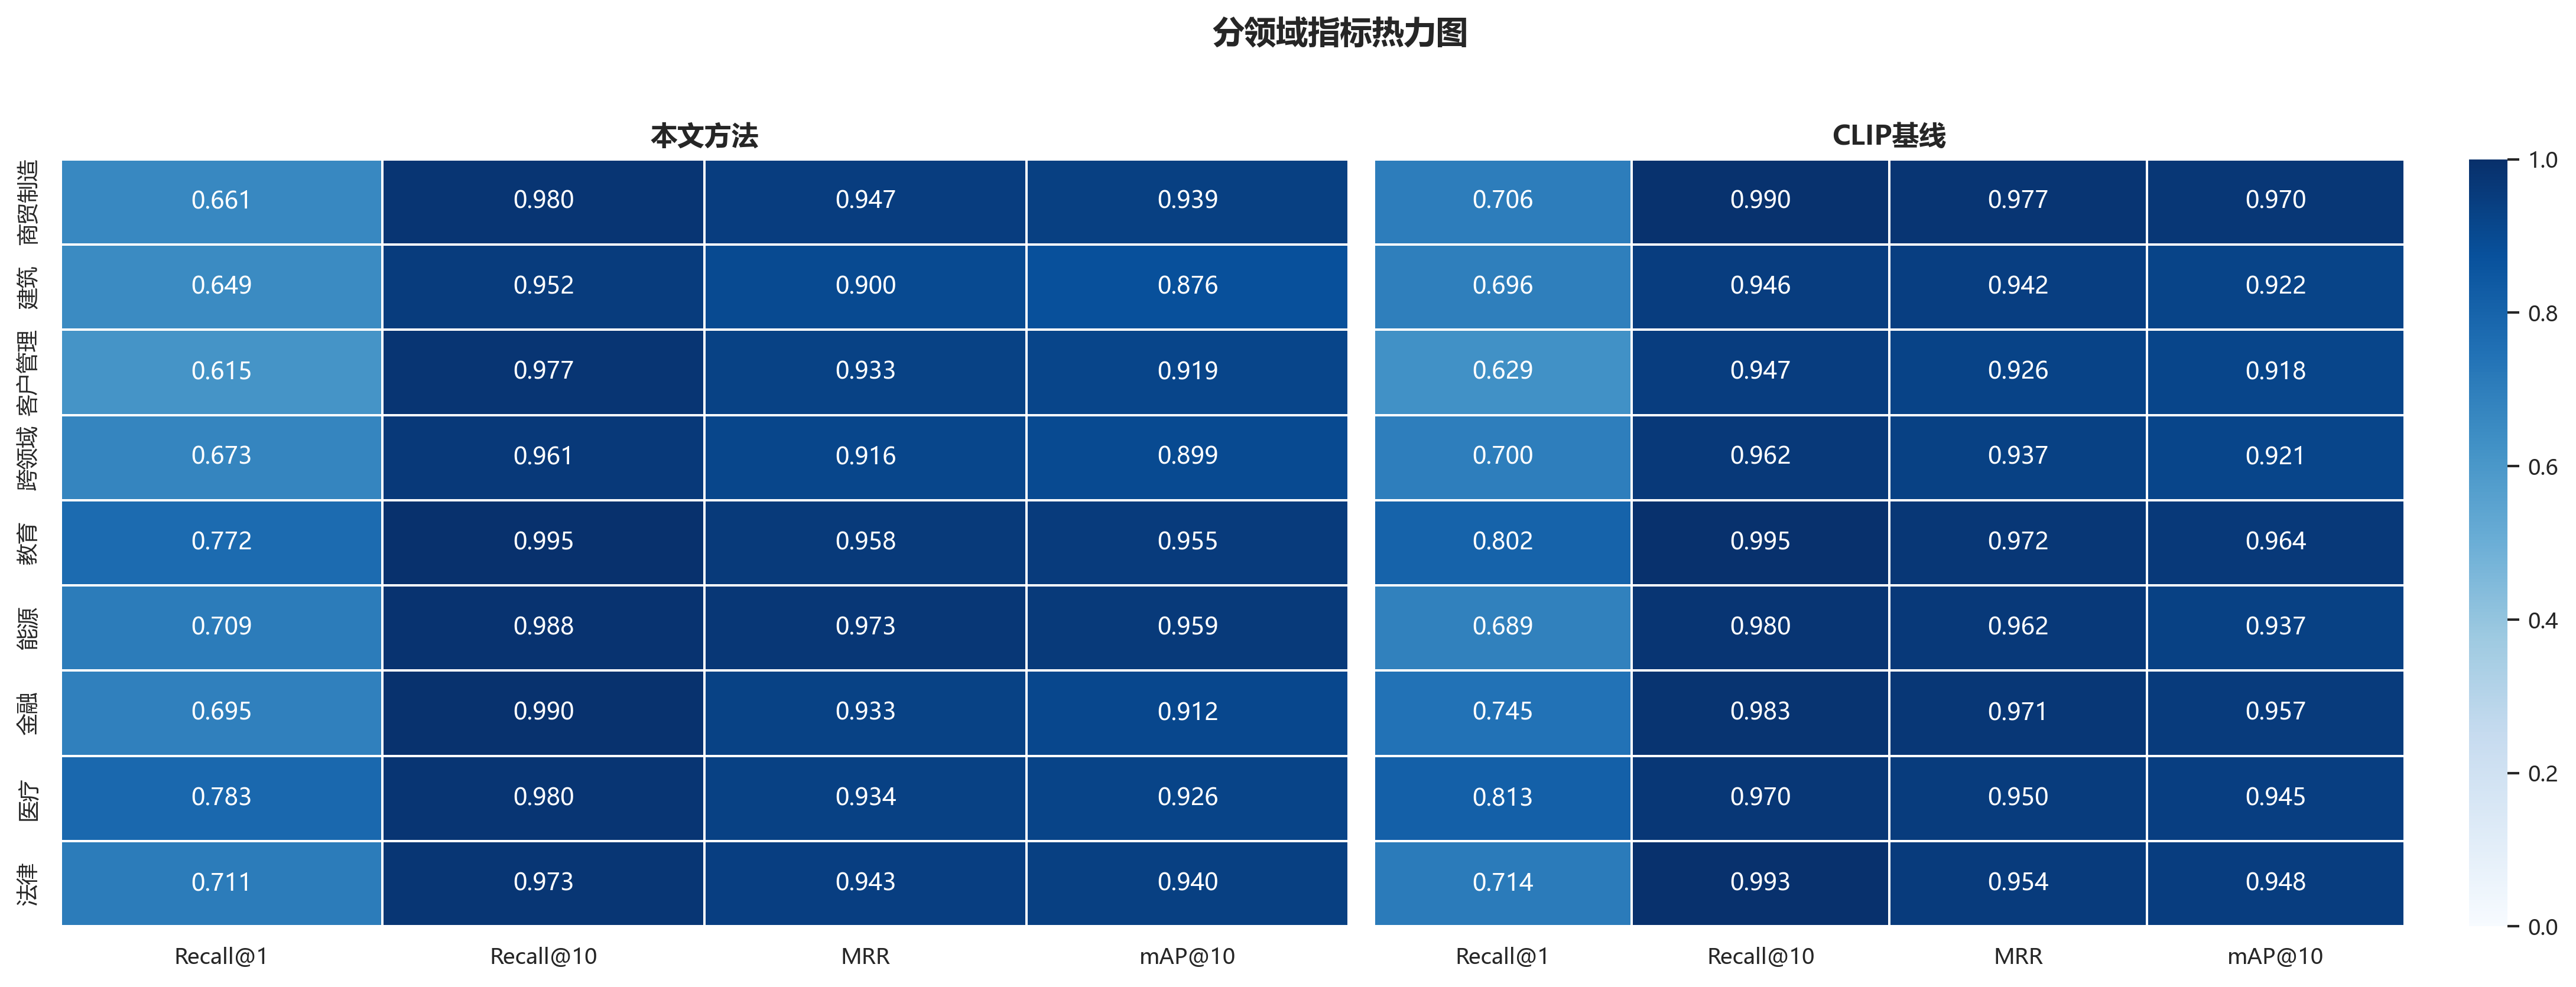 分领域指标热力图
本文方法
CLIP基线
商贸制造 0.661 0.980 0.947 0.939 0.706 0.990 0.977 0.970
建筑 0.649 0.952 0.900 0.876 0.696 0.946 0.942 0.922
客户管理 0.615 0.977 0.933 0.919 0.629 0.947 0.926 0.918
跨领域 0.673 0.961 0.916 0.899 0.700 0.962 0.937 0.921
教育 0.772 0.995 0.958 0.955 0.802 0.995 0.972 0.964
能源 0.709 0.988 0.973 0.959 0.689 0.980 0.962 0.937
金融 0.695 0.990 0.933 0.912 0.745 0.983 0.971 0.957
医疗 0.783 0.980 0.934 0.926 0.813 0.970 0.950 0.945
法律 0.711 0.973 0.943 0.940 0.714 0.993 0.954 0.948
Recall@1 Recall@10 MRR mAP@10 Recall@1 Recall@10 MRR mAP@10
1.0
0.8
0.6
0.4
0.2
0.0